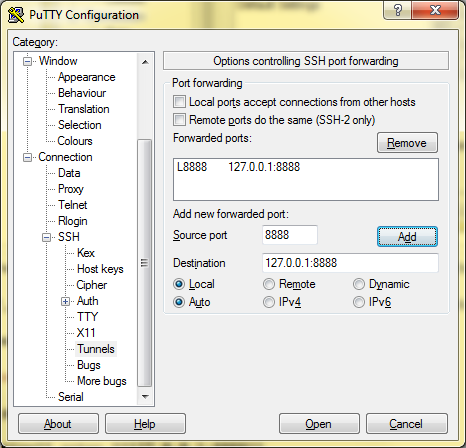 PuTTY Configuration
Category:
Window
Appearance
Behaviour
Translation
Selection
Colours
Connection
Data
Proxy
Telnet
Rlogin
SSH
Kex
Host keys
Cipher
Auth
TTY
X11
Tunnels
Bugs
More bugs
Serial
Options controlling SSH port forwarding
Port forwarding
Local ports accept connections from other hosts
Remote ports do the same (SSH-2 only)
Forwarded ports:
Remove
L8888 127.0.0.1:8888
Add new forwarded port:
Source port 8888 Add
Destination 127.0.0.1:8888
Local Remote Dynamic
Auto IPv4 IPv6
About Help Open Cancel